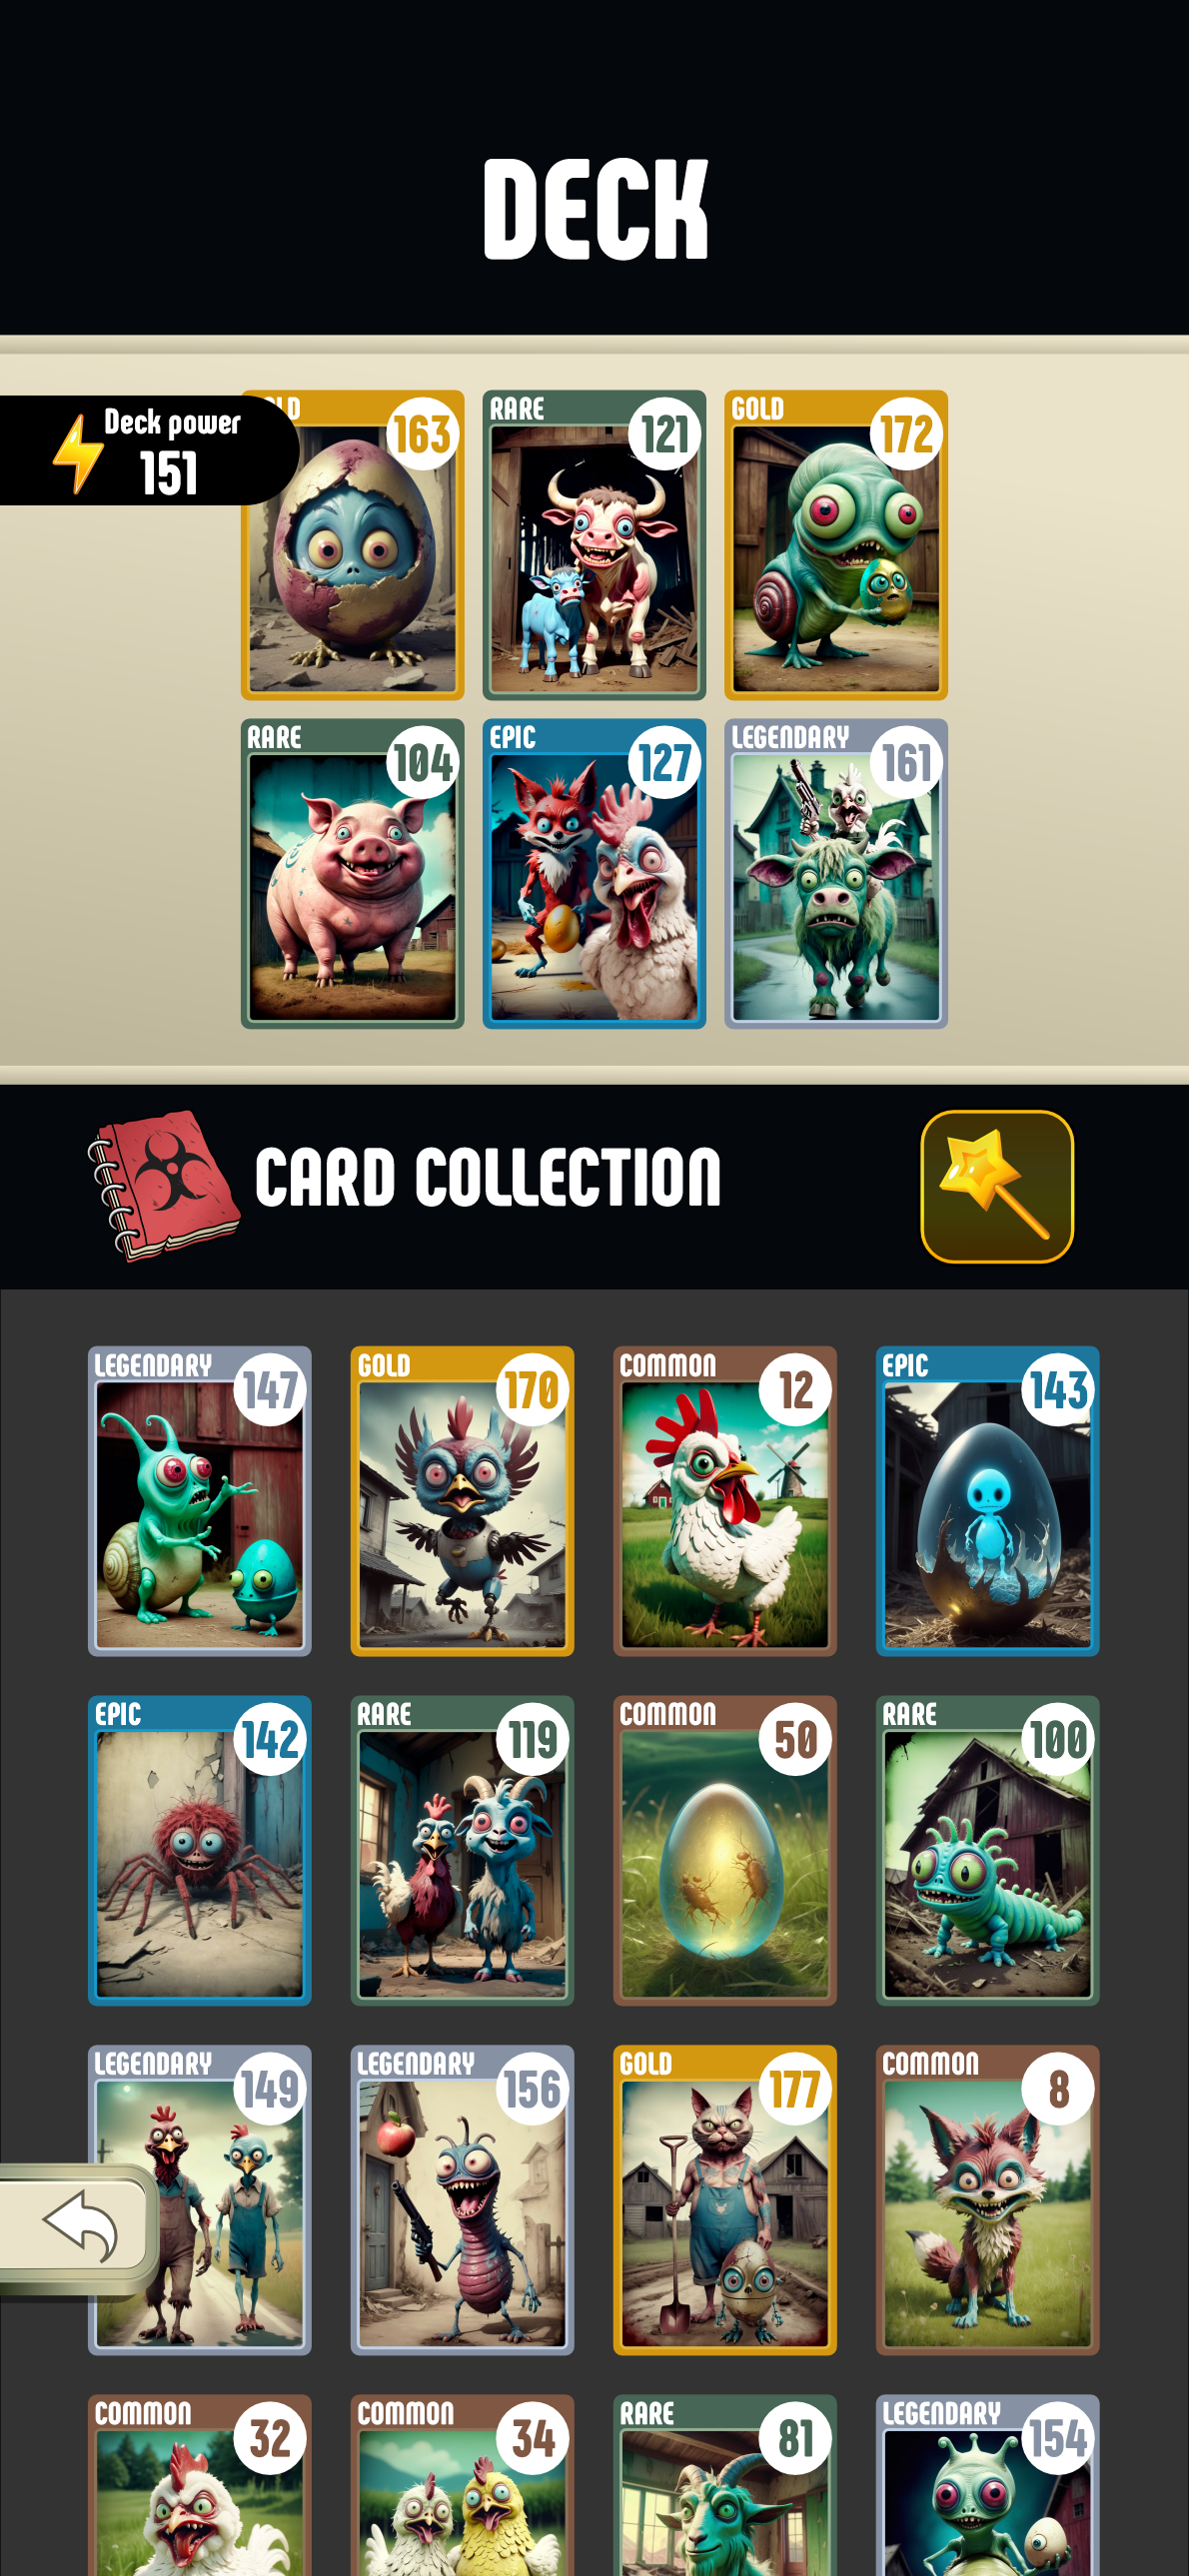 DECK
Deck power
151
163
RARE
121
GOLD
172
RARE
104
EPIC
127
LEGENDARY
161
CARD COLLECTION
LEGENDARY
147
GOLD
170
COMMON
12
EPIC
143
EPIC
142
RARE
119
COMMON
50
RARE
100
LEGENDARY
149
LEGENDARY
156
GOLD
177
COMMON
8
COMMON
32
COMMON
34
RARE
81
LEGENDARY
154